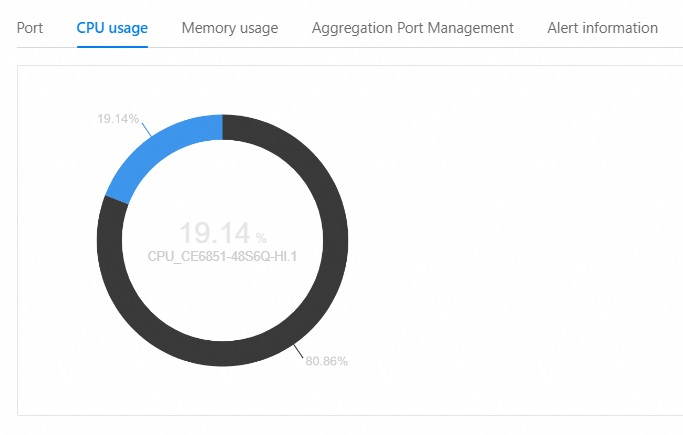 Port CPU usage Memory usage Aggregation Port Management Alert information
19.14%
19.14 %
CPU_CE6851-48S6Q-HI.1
80.86%